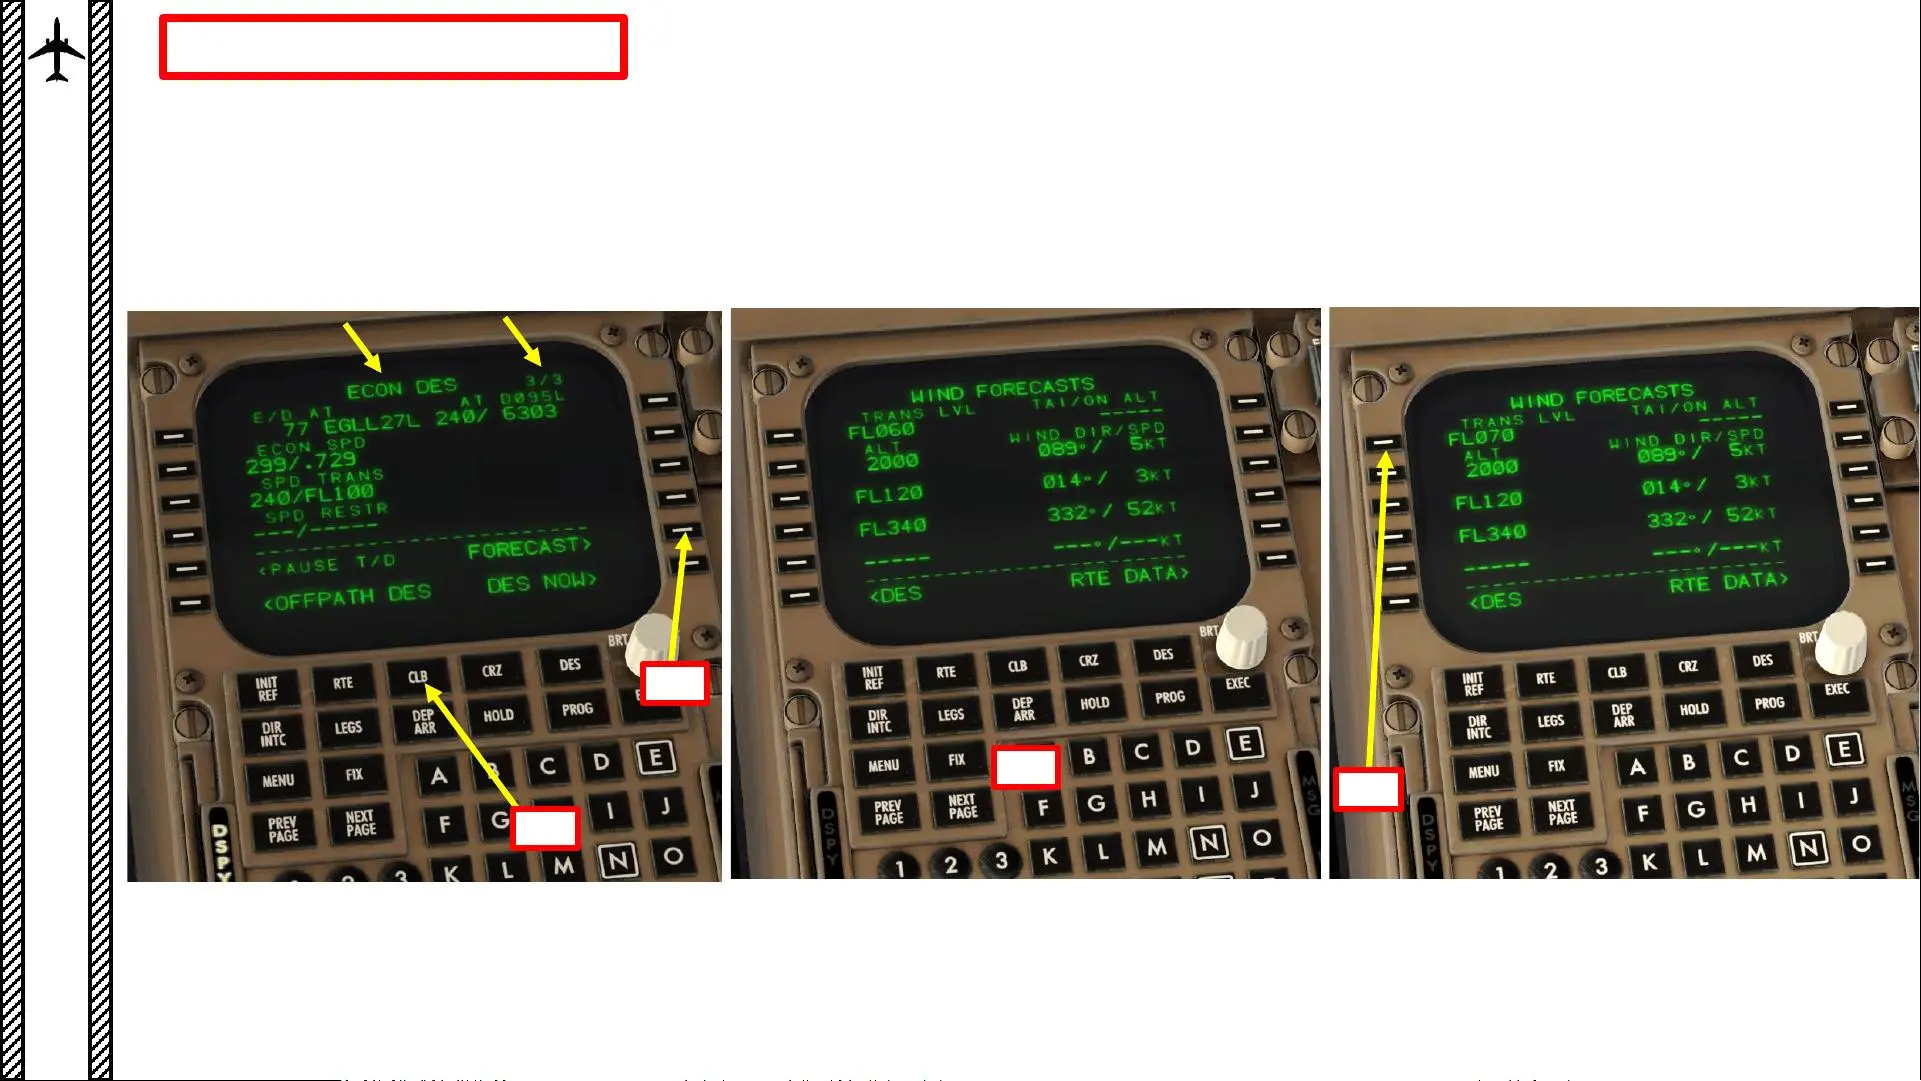 ECON DES 3/3
E/D AT AT D095L
77 EGLL27L 240/ 6303
ECON SPD
299/.729
SPD TRANS
240/FL100
SPD RESTR
---/-----
<PAUSE T/D FORECAST>
<OFFPATH DES DES NOW>
BRT
INIT REF RTE CLB CRZ DES
DIR INTC LEGS DEP ARR HOLD PROG
MENU FIX A B C D E
PREV PAGE NEXT PAGE F G I J
DSPY
2 3 K L M N O
WIND FORECASTS
TRANS LVL TAI/ON ALT
FL060 -----
ALT WIND DIR/SPD
2000 089°/ 5KT
FL120 014°/ 3KT
FL340 332°/ 52KT
----- ---°/---KT
<DES RTE DATA>
BRT
INIT REF RTE CLB CRZ DES
DIR INTC LEGS DEP ARR HOLD PROG EXEC
MENU FIX B C D E
PREV PAGE NEXT PAGE F G H I J
DSPY MSG
1 2 3 K L M N O
WIND FORECASTS
TRANS LVL TAI/ON ALT
FL070 -----
ALT WIND DIR/SPD
2000 089°/ 5KT
FL120 014°/ 3KT
FL340 332°/ 52KT
----- ---°/---KT
<DES RTE DATA>
BRT
INIT REF RTE CLB CRZ DES
DIR INTC LEGS DEP ARR HOLD PROG EXEC
MENU FIX A B C D E
PREV PAGE NEXT PAGE F G H I J
DSPY MSG
1 2 3 K L M N O